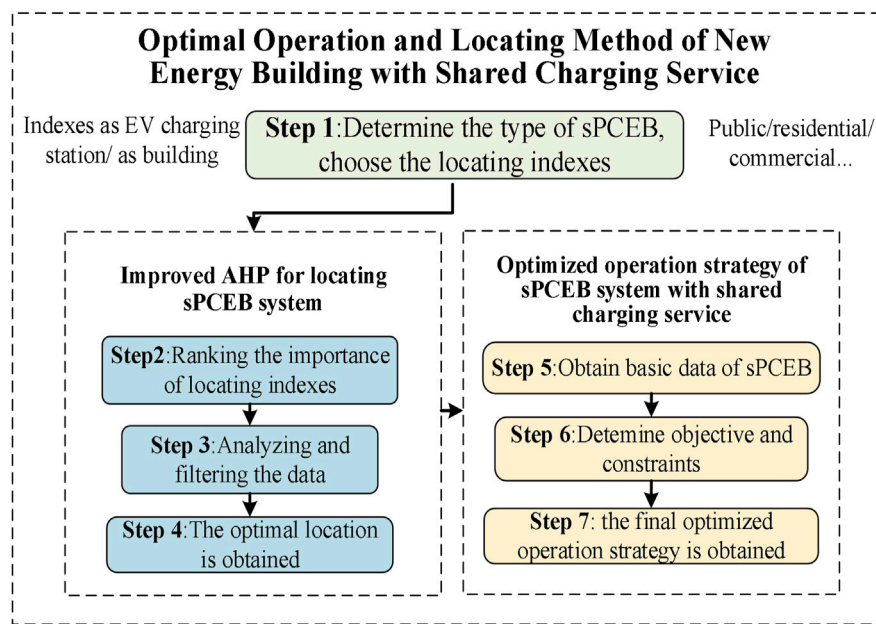 Optimal Operation and Locating Method of New
Energy Building with Shared Charging Service
Indexes as EV charging
station/ as building
Step 1:Determine the type of sPCEB,
choose the locating indexes
Public/residential/
commercial...
Improved AHP for locating
sPCEB system
Step2:Ranking the importance
of locating indexes
Step 3:Analyzing and
filtering the data
Step 4:The optimal location
is obtained
Optimized operation strategy of
sPCEB system with shared
charging service
Step 5:Obtain basic data of sPCEB
Step 6:Detemine objective and
constraints
Step 7: the final optimized
operation strategy is obtained